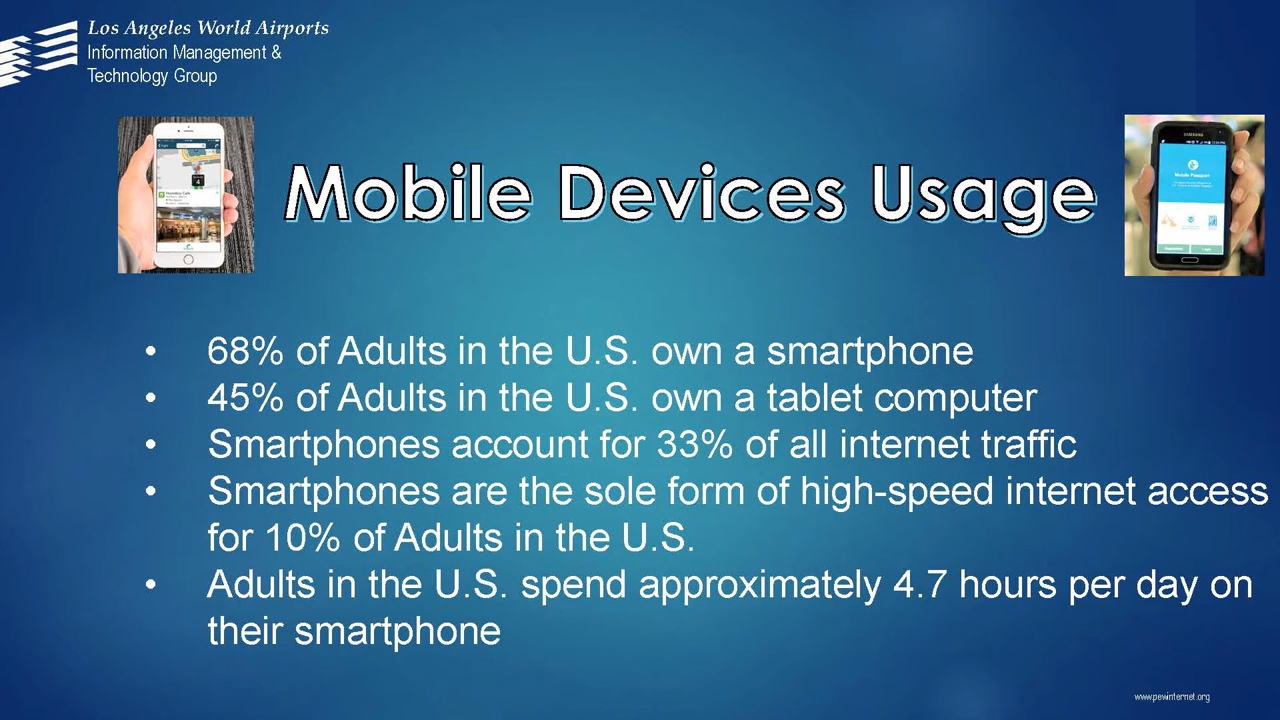 Los Angeles World Airports
Information Management &
Technology Group
Mobile Devices Usage
SAMSUNG
Mobile Passport
• 68% of Adults in the U.S. own a smartphone
• 45% of Adults in the U.S. own a tablet computer
• Smartphones account for 33% of all internet traffic
• Smartphones are the sole form of high-speed internet access
for 10% of Adults in the U.S.
• Adults in the U.S. spend approximately 4.7 hours per day on
their smartphone
www.pewinternet.org